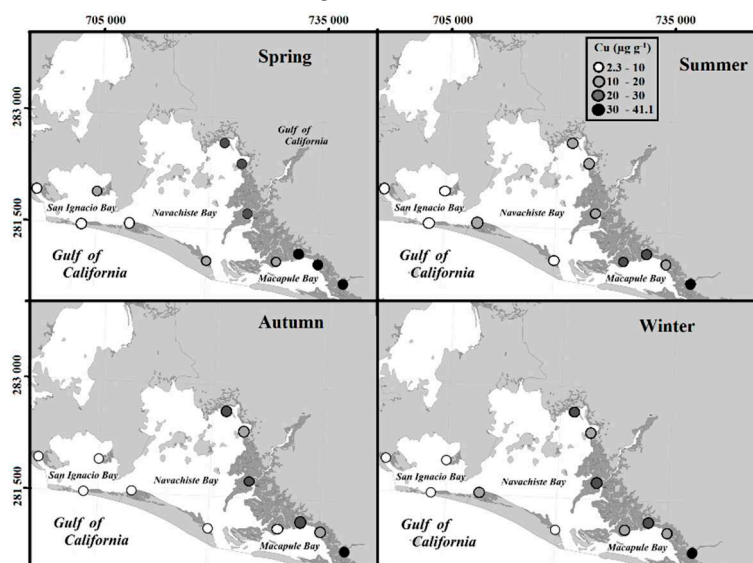 705 000
735 000
705 000
735 000
Spring
Summer
Cu (µg g-1)
2.3 - 10
10 - 20
20 - 30
30 - 41.1
283 000
281 500
Gulf of
California
San Ignacio Bay
Navachiste Bay
Gulf of
California
Macapule Bay
San Ignacio Bay
Navachiste Bay
Gulf of
California
Macapule Bay
Autumn
Winter
283 000
281 500
San Ignacio Bay
Navachiste Bay
Gulf of
California
Macapule Bay
San Ignacio Bay
Navachiste Bay
Gulf of
California
Macapule Bay